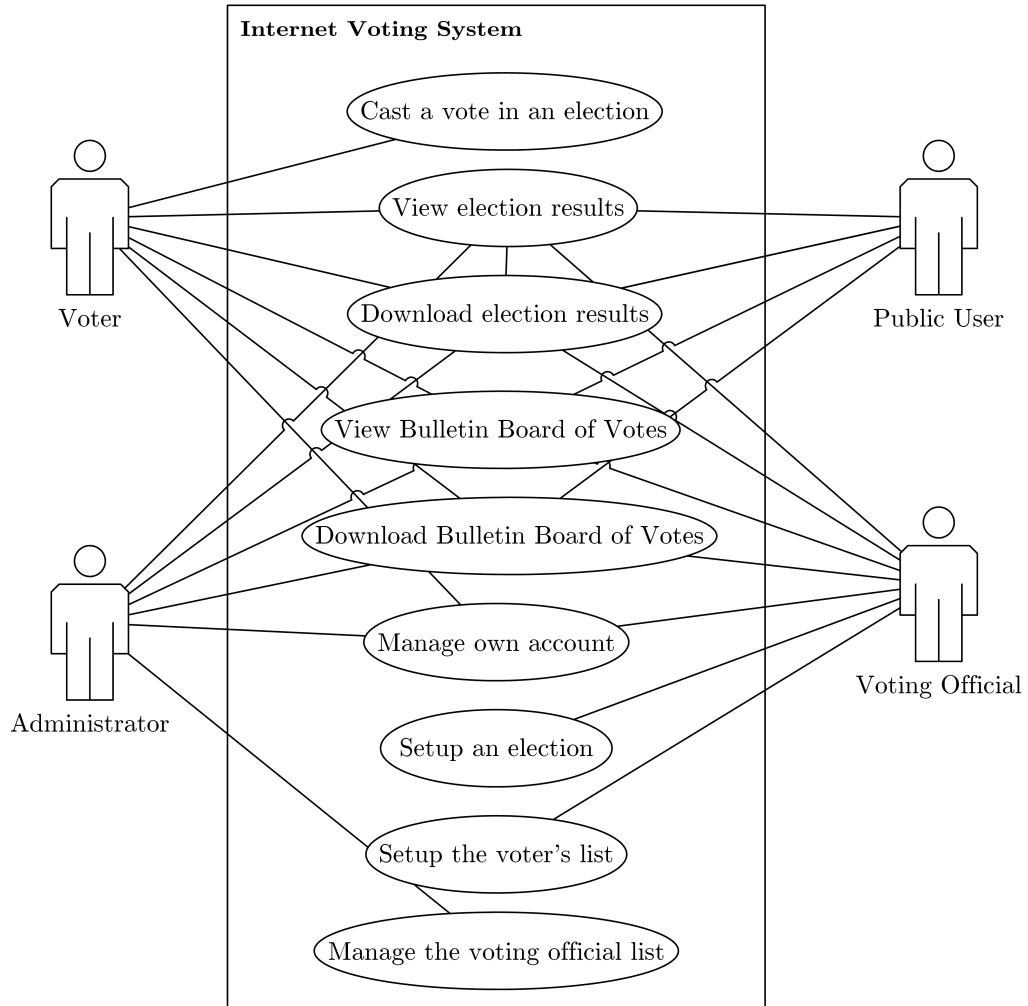 Internet Voting System
Cast a vote in an election
View election results
Download election results
Voter
Public User
View Bulletin Board of Votes
Download Bulletin Board of Votes
Manage own account
Voting Official
Administrator
Setup an election
Setup the voter's list
Manage the voting official list